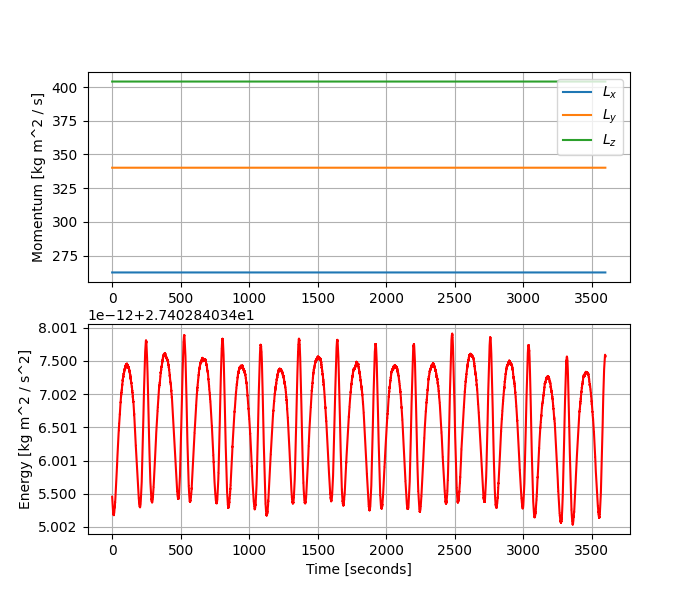 400
375
350
325
300
275
Momentum [kg m^2 / s]
L_x
L_y
L_z
0 500 1000 1500 2000 2500 3000 3500
1e−12+2.740284034e1
8.001
7.500
7.002
6.501
6.001
5.500
5.002
Energy [kg m^2 / s^2]
0 500 1000 1500 2000 2500 3000 3500
Time [seconds]